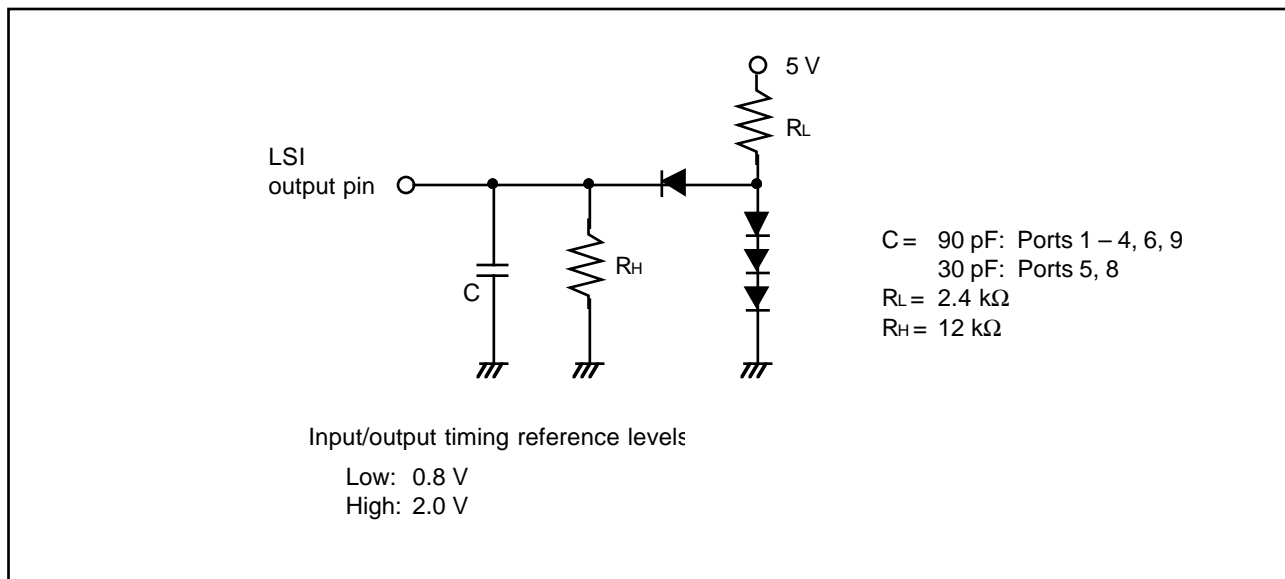 5 V
RL
LSI
output pin
RH
C
C = 90 pF: Ports 1 – 4, 6, 9
30 pF: Ports 5, 8
RL = 2.4 kΩ
RH = 12 kΩ
Input/output timing reference levels
Low: 0.8 V
High: 2.0 V